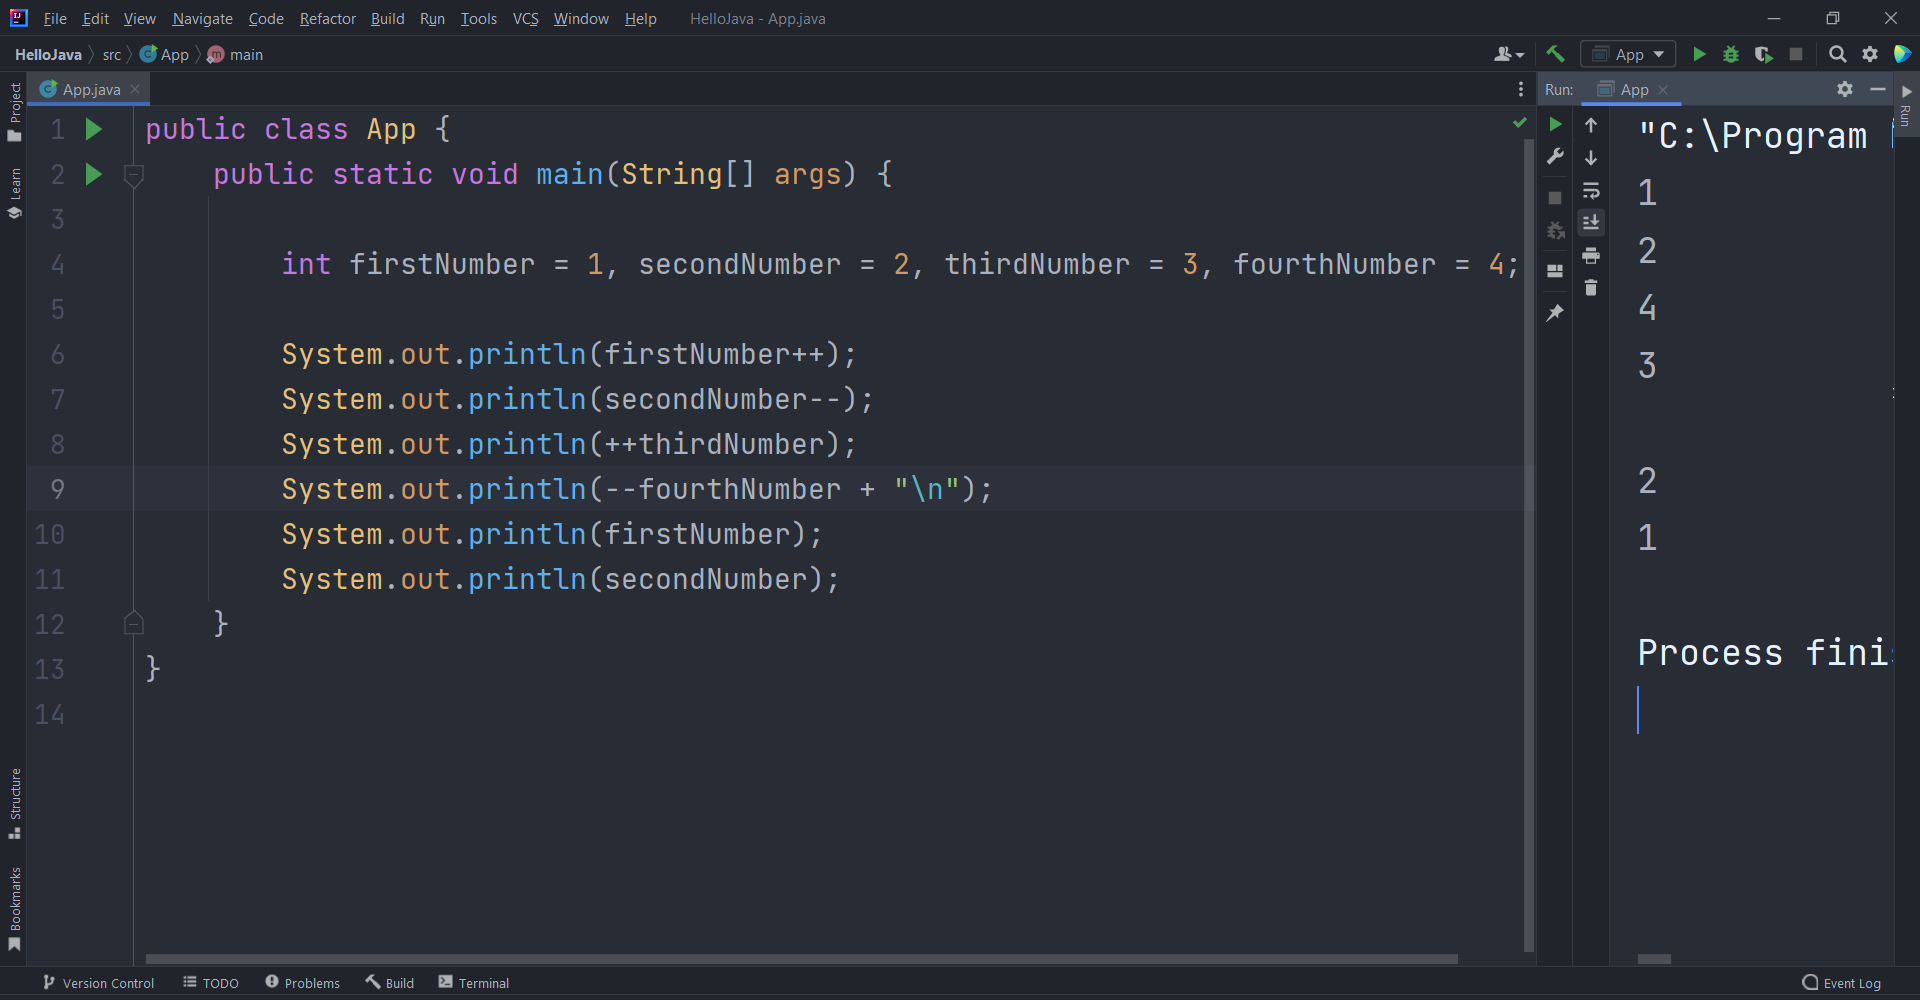 File Edit View Navigate Code Refactor Build Run Tools VCS Window Help HelloJava - App.java
HelloJava src App main App
App.java
Run: App
Project
Learn
Structure
Bookmarks
Run
1 public class App {
2 public static void main(String[] args) {
3
4 int firstNumber = 1, secondNumber = 2, thirdNumber = 3, fourthNumber = 4;
5
6 System.out.println(firstNumber++);
7 System.out.println(secondNumber--);
8 System.out.println(++thirdNumber);
9 System.out.println(--fourthNumber + "\n");
10 System.out.println(firstNumber);
11 System.out.println(secondNumber);
12 }
13 }
14
"C:\Program
1
2
4
3
2
1
Process finis
Version Control TODO Problems Build Terminal Event Log